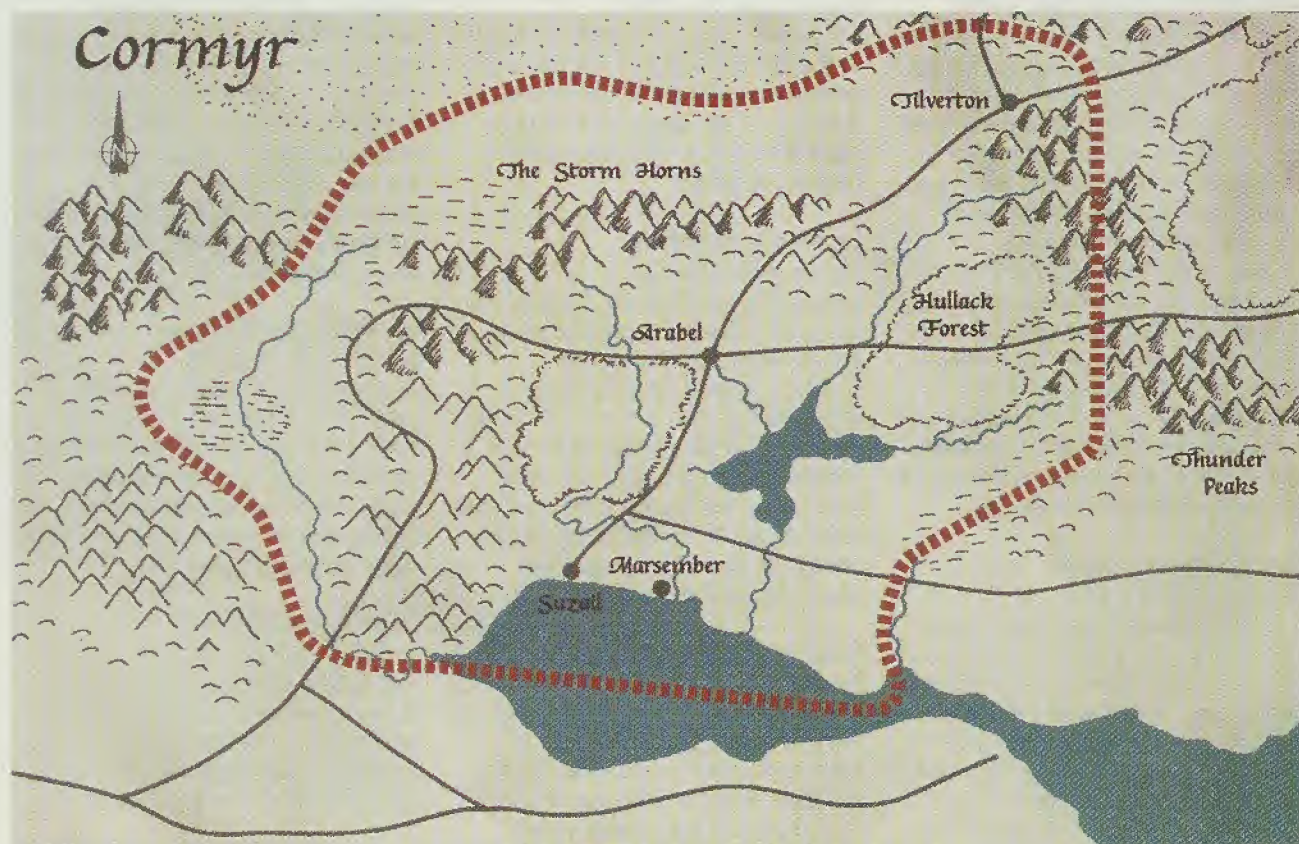 Cormyr
Tilverton
The Storm Horns
Hullack
Forest
Arabel
Thunder
Peaks
Marsember
Suzail